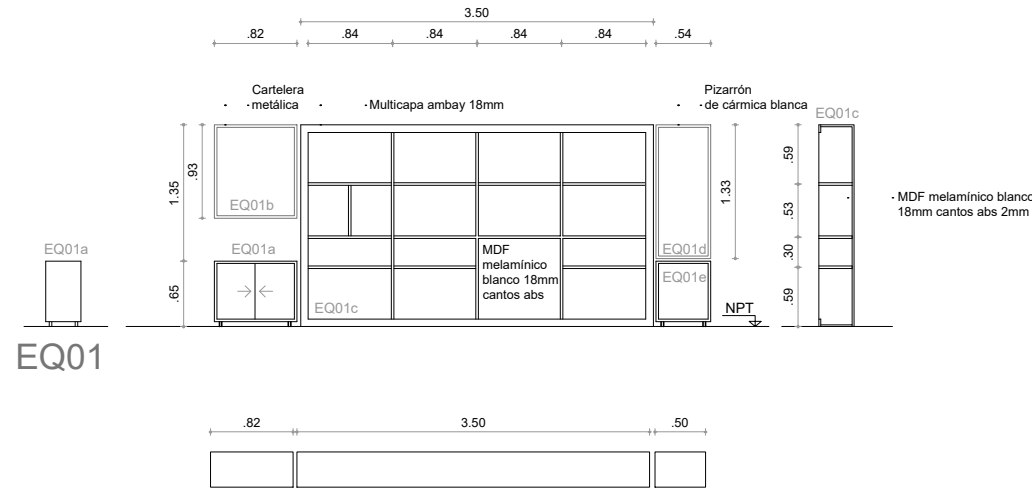 3.50
.82
.84
.84
.84
.84
.54
Cartelera
metálica
Multicapa ambay 18mm
Pizarrón
de cármica blanca
EQ01c
1.35
.93
EQ01b
1.33
.59
.53
.30
.59
MDF melamínico blanco
18mm cantos abs 2mm
EQ01a
EQ01a
.65
EQ01c
MDF
melamínico
blanco 18mm
cantos abs
EQ01d
EQ01e
NPT
EQ01
.82
3.50
.50